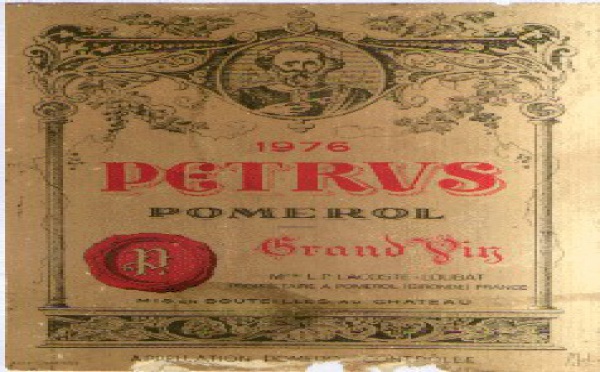 1976
PETRVS
POMEROL
Grand Vin
P
Mme L.P. LACOSTE-LOUBAT
PROPRIETAIRE A POMEROL (GIRONDE) FRANCE
MIS en BOUTEILLES AU CHATEAU
APPELLATION POMEROL CONTROLÉE